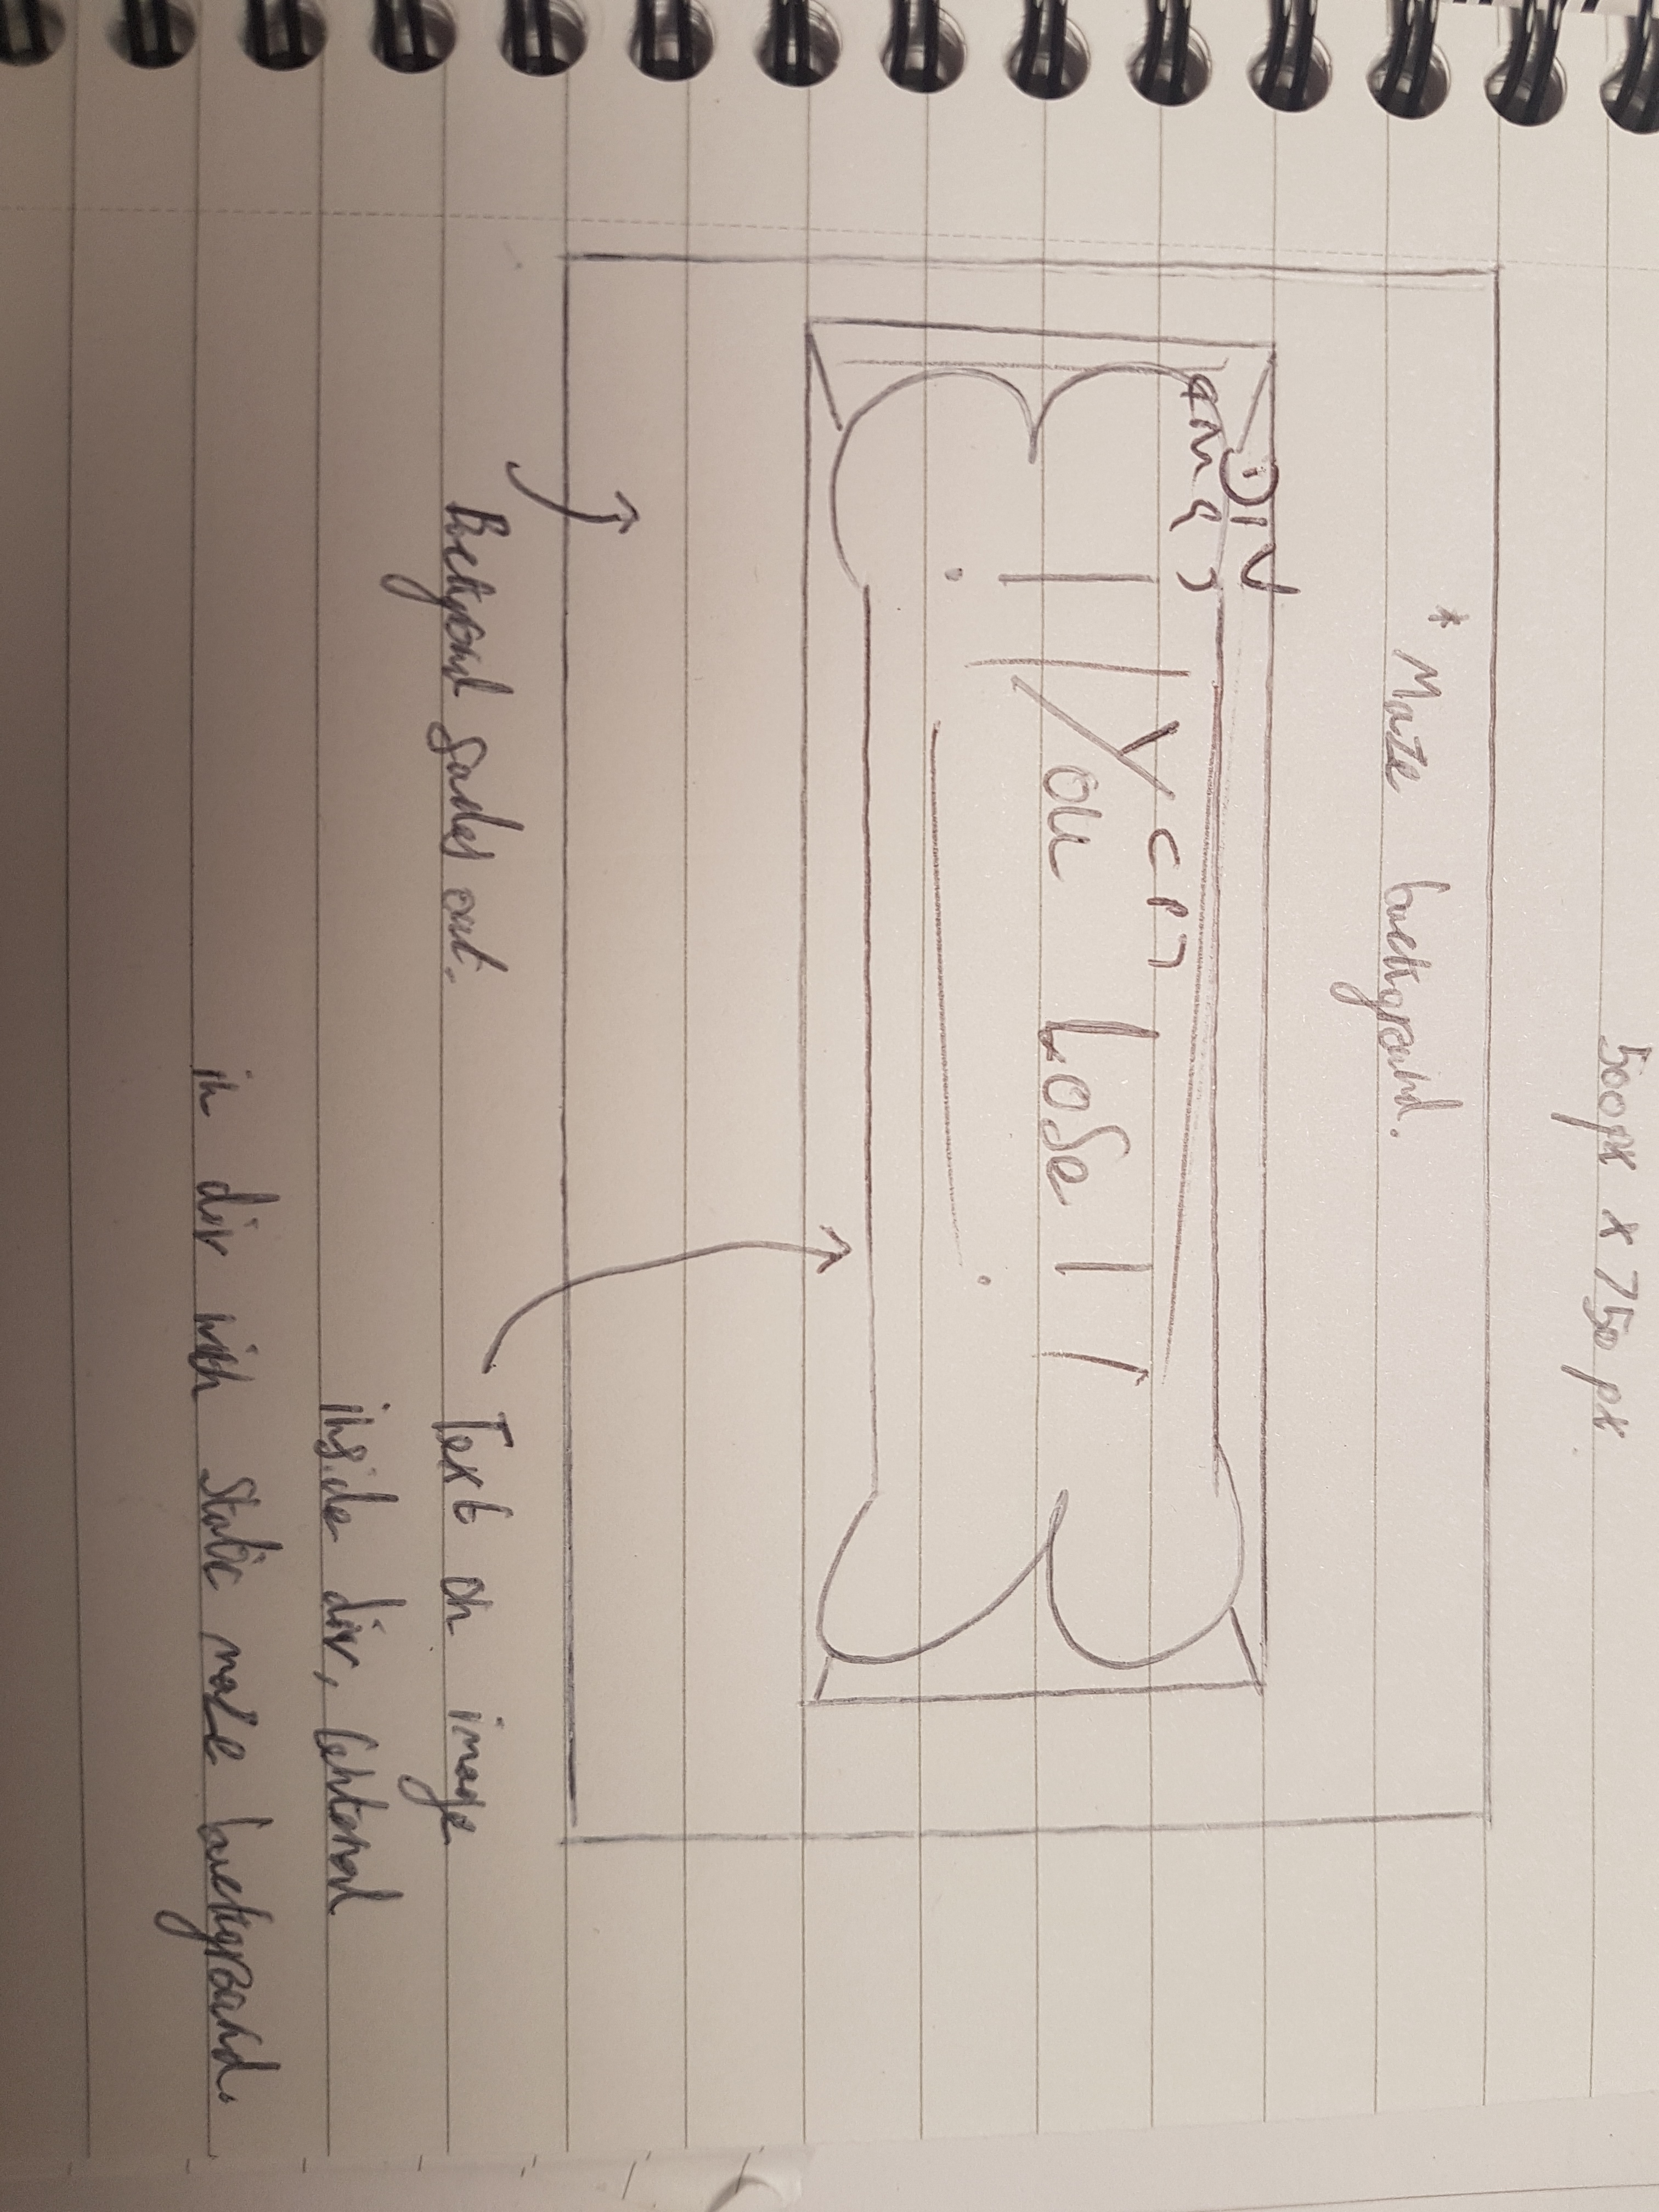 500px x 750px.
* Maze background.
DIV
Img
You Lose!
Background fades out.
Text on image
inside div, centered
in div with static maze background.